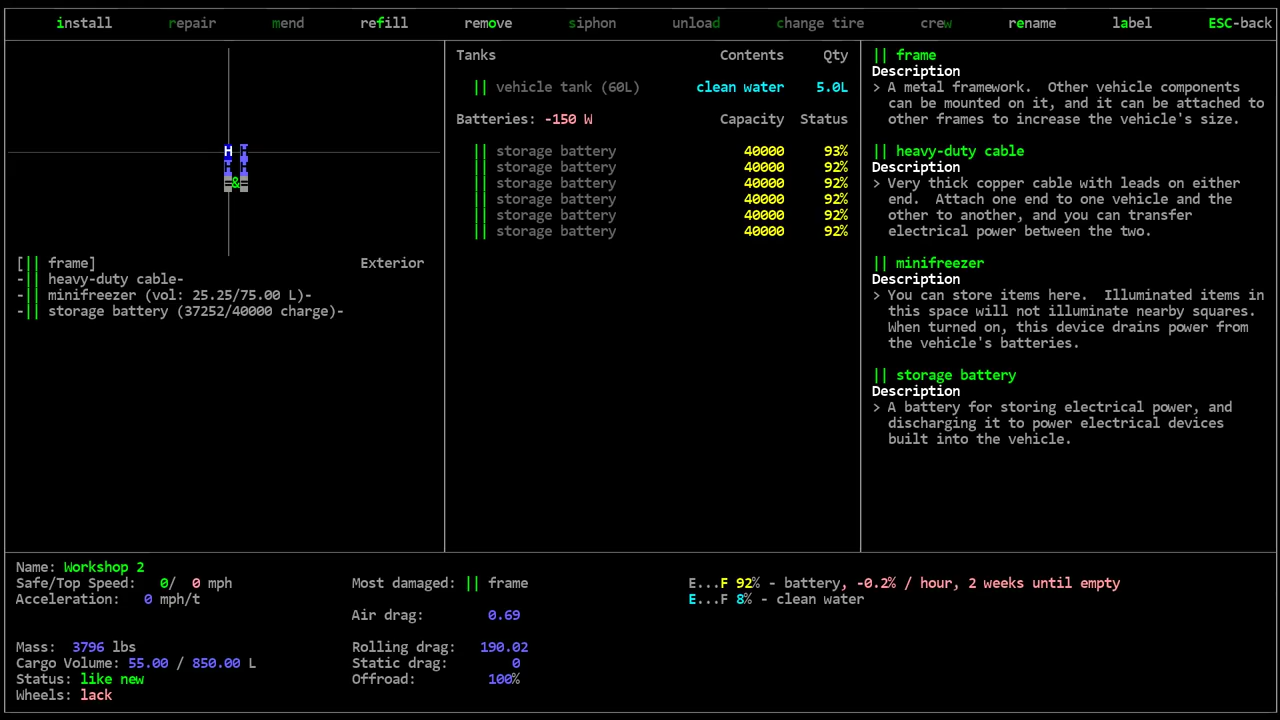 install repair mend refill remove siphon unload change tire crew rename label ESC-back
H
&
[|| frame] Exterior
-|| heavy-duty cable-
-|| minifreezer (vol: 25.25/75.00 L)-
-|| storage battery (37252/40000 charge)-
Tanks Contents Qty
|| vehicle tank (60L) clean water 5.0L
Batteries: -150 W Capacity Status
|| storage battery 40000 93%
|| storage battery 40000 92%
|| storage battery 40000 92%
|| storage battery 40000 92%
|| storage battery 40000 92%
|| storage battery 40000 92%
|| frame
Description
> A metal framework.  Other vehicle components
can be mounted on it, and it can be attached to
other frames to increase the vehicle's size.
|| heavy-duty cable
Description
> Very thick copper cable with leads on either
end.  Attach one end to one vehicle and the
other to another, and you can transfer
electrical power between the two.
|| minifreezer
Description
> You can store items here.  Illuminated items in
this space will not illuminate nearby squares.
When turned on, this device drains power from
the vehicle's batteries.
|| storage battery
Description
> A battery for storing electrical power, and
discharging it to power electrical devices
built into the vehicle.
Name: Workshop 2
Safe/Top Speed: 0/ 0 mph
Acceleration: 0 mph/t
Mass: 3796 lbs
Cargo Volume: 55.00 / 850.00 L
Status: like new
Wheels: lack
Most damaged: || frame
Air drag: 0.69
Rolling drag: 190.02
Static drag: 0
Offroad: 100%
E...F 92% - battery, -0.2% / hour, 2 weeks until empty
E...F 8% - clean water